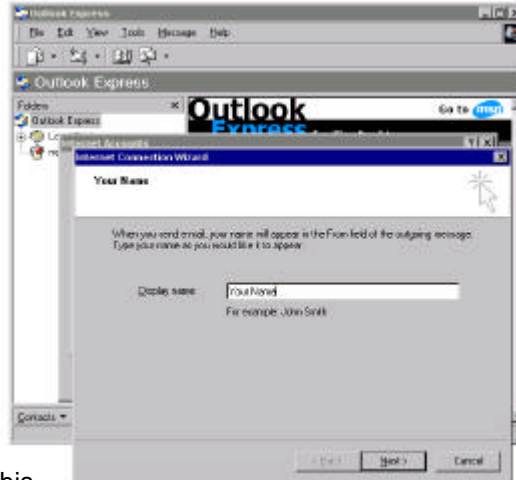 Outlook Express
File Edit View Tools Message Help
Outlook Express
Folders
Outlook Express
Outlook
Express
Go to msn
Internet Accounts
Internet Connection Wizard
Your Name
When you send email, your name will appear in the From field of the outgoing message.
Type your name as you would like it to appear.
Display name:
Your Name
For example: John Smith
Contacts
< Back Next > Cancel
his